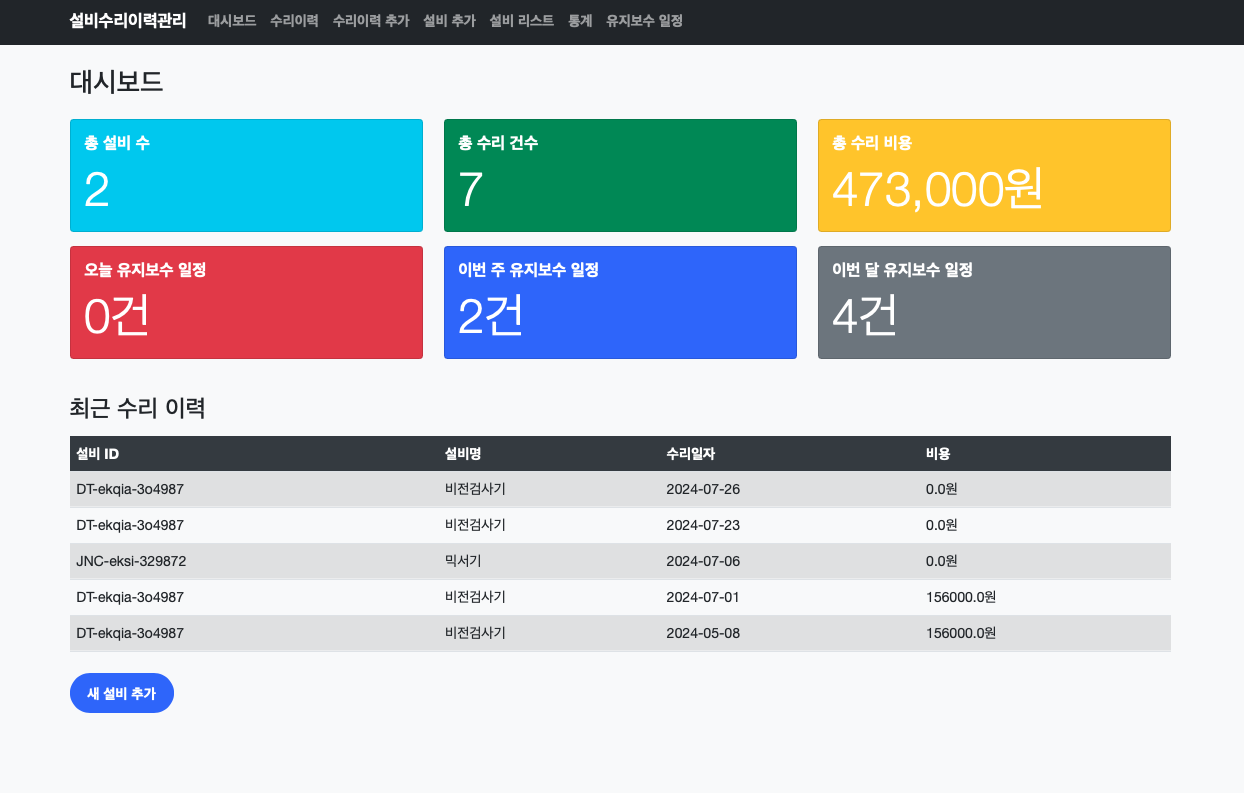 설비수리이력관리 대시보드 수리이력 수리이력 추가 설비 추가 설비 리스트 통계 유지보수 일정
대시보드
총 설비 수
2
총 수리 건수
7
총 수리 비용
473,000원
오늘 유지보수 일정
0건
이번 주 유지보수 일정
2건
이번 달 유지보수 일정
4건
최근 수리 이력
설비 ID 설비명 수리일자 비용
DT-ekqia-3o4987 비전검사기 2024-07-26 0.0원
DT-ekqia-3o4987 비전검사기 2024-07-23 0.0원
JNC-eksi-329872 믹서기 2024-07-06 0.0원
DT-ekqia-3o4987 비전검사기 2024-07-01 156000.0원
DT-ekqia-3o4987 비전검사기 2024-05-08 156000.0원
새 설비 추가